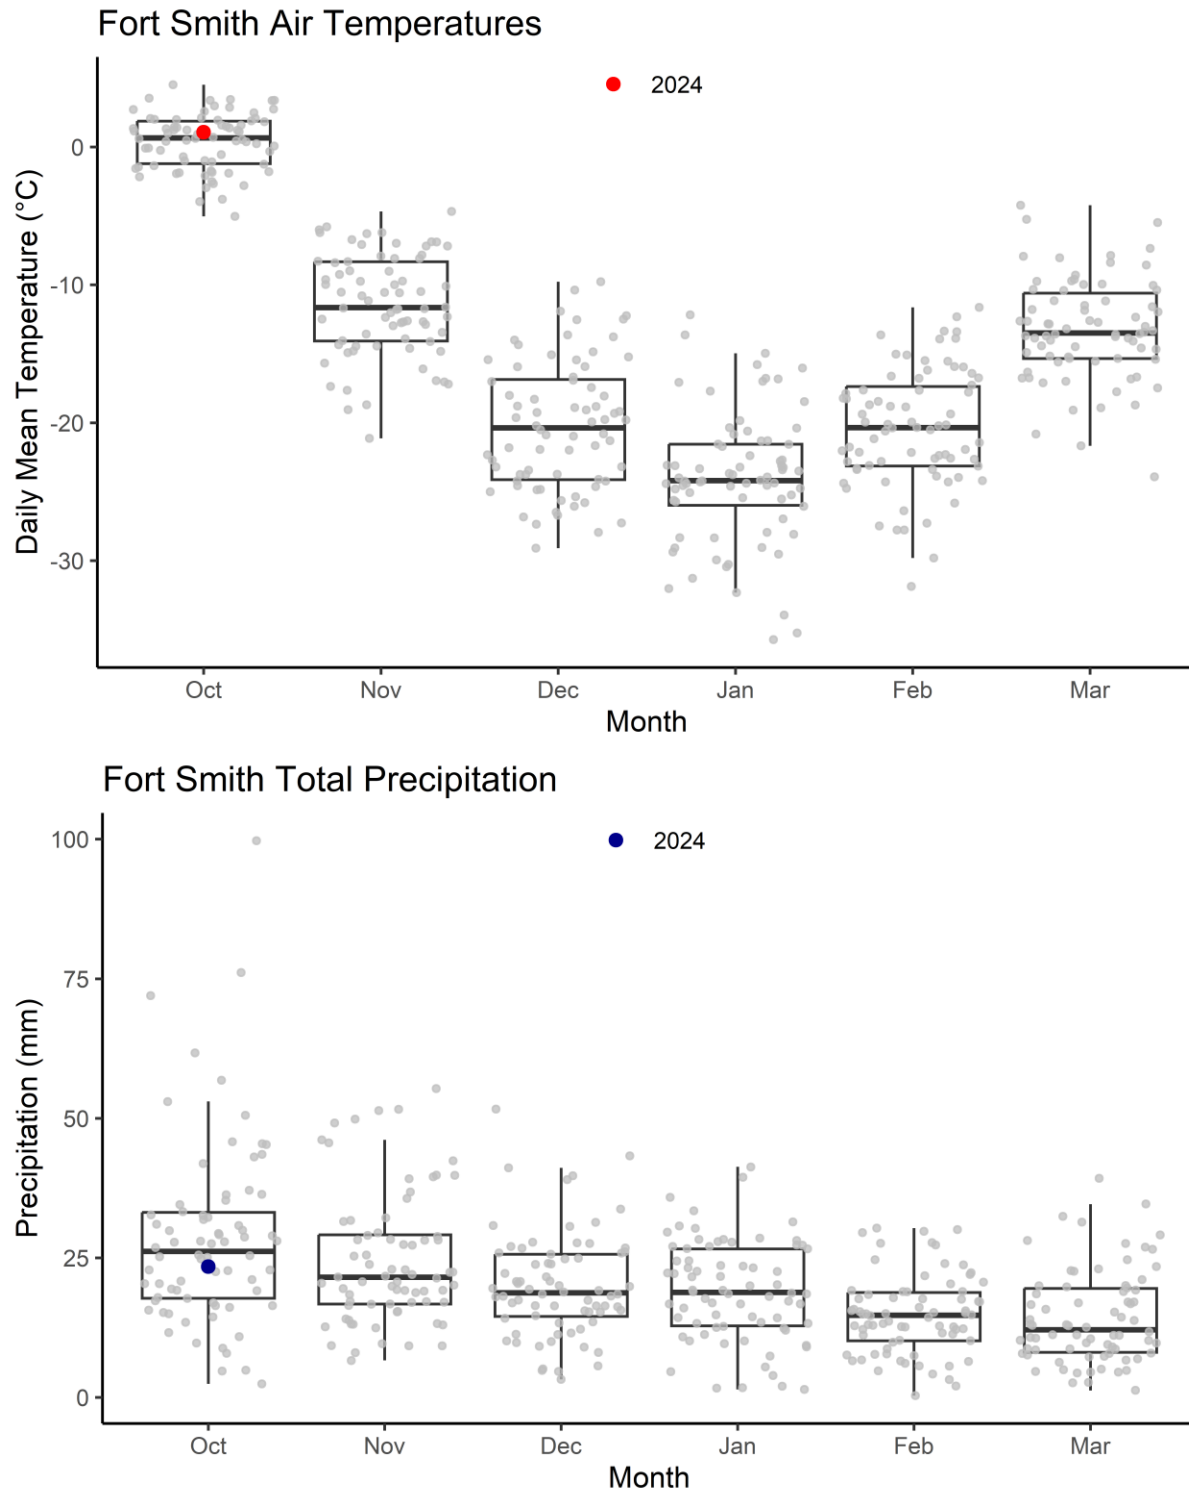 Fort Smith Air Temperatures
2024
Daily Mean Temperature (°C)
0
-10
-20
-30
Oct Nov Dec Jan Feb Mar
Month
Fort Smith Total Precipitation
2024
Precipitation (mm)
100
75
50
25
0
Oct Nov Dec Jan Feb Mar
Month